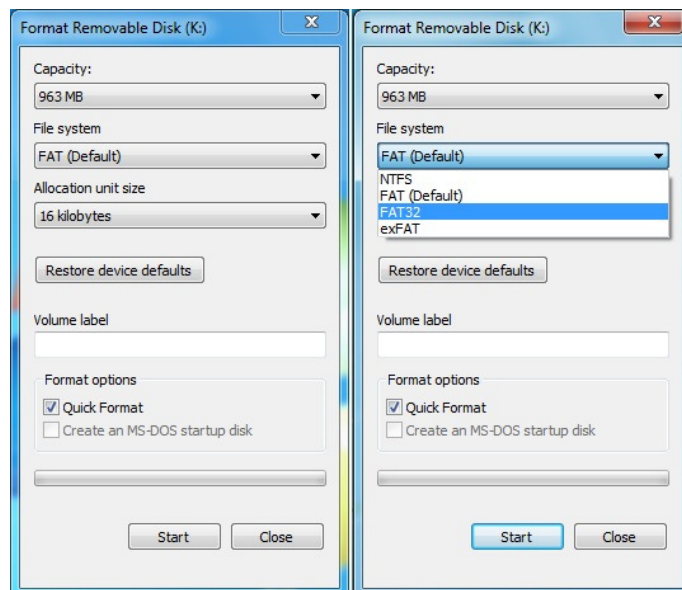 Format Removable Disk (K:)
Capacity:
963 MB
File system
FAT (Default)
Allocation unit size
16 kilobytes
Restore device defaults
Volume label
Format options
Quick Format
Create an MS-DOS startup disk
Start
Close
Format Removable Disk (K:)
Capacity:
963 MB
File system
FAT (Default)
NTFS
FAT (Default)
FAT32
exFAT
Restore device defaults
Volume label
Format options
Quick Format
Create an MS-DOS startup disk
Start
Close